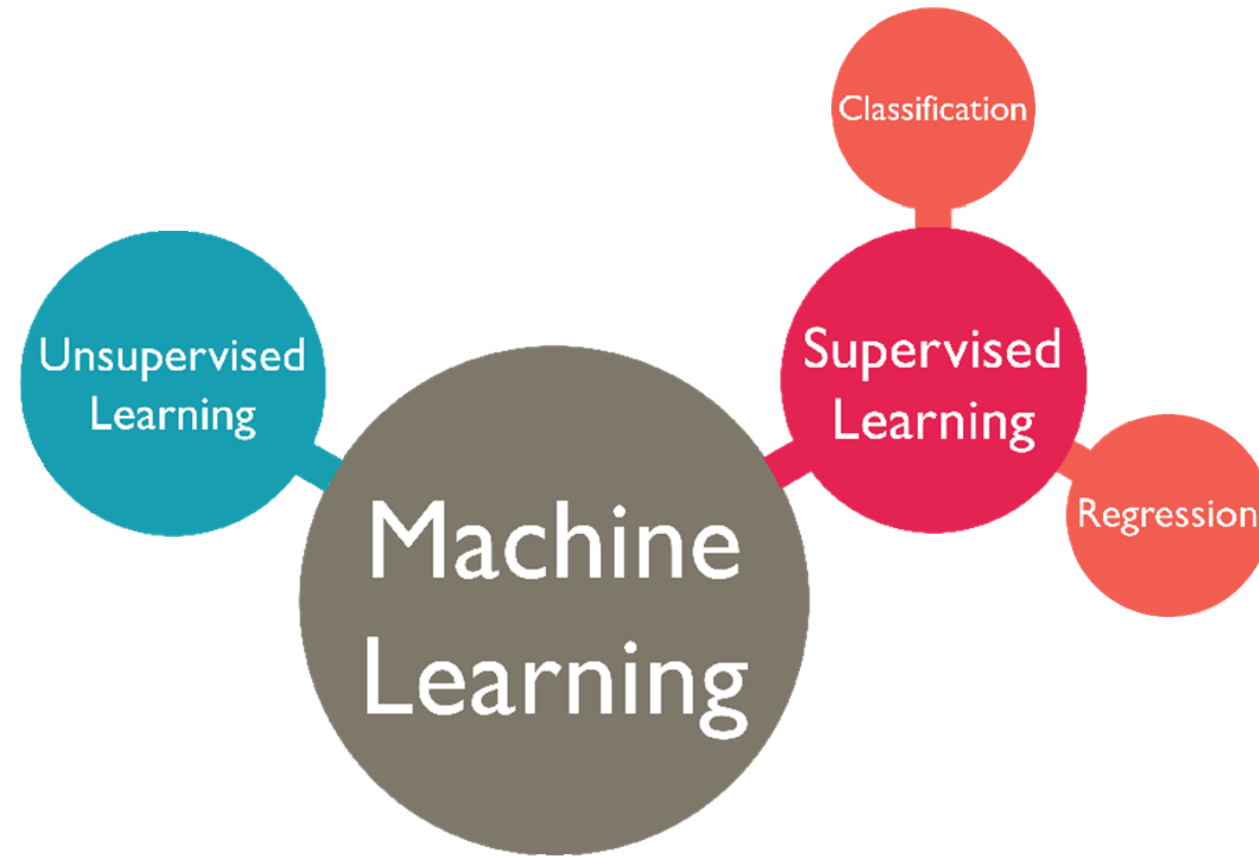 Classification
Unsupervised
Learning
Supervised
Learning
Machine
Learning
Regression